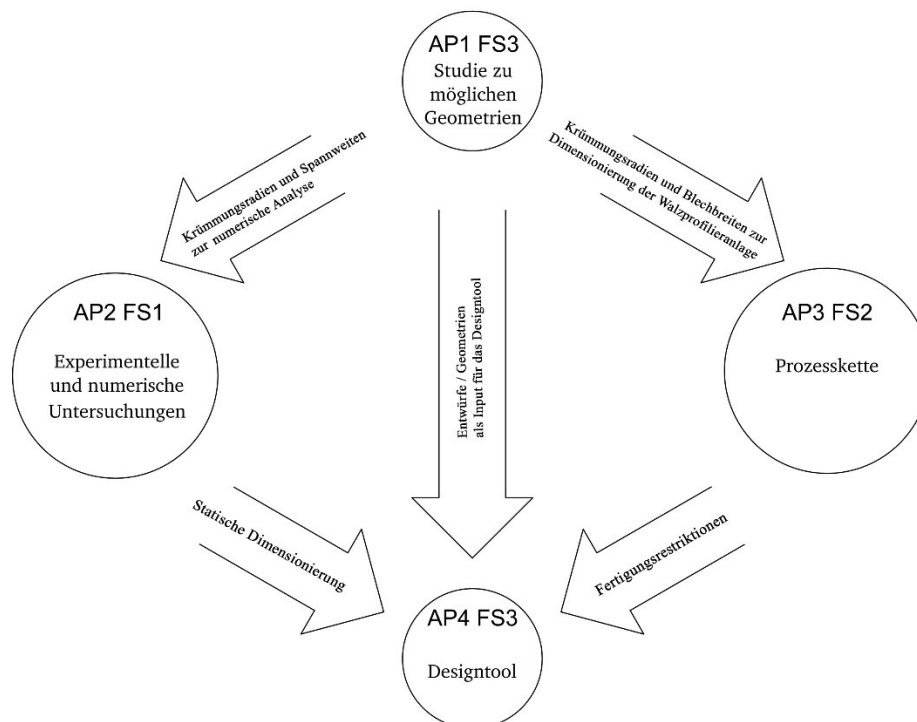 AP1 FS3
Studie zu
möglichen
Geometrien
Krümmungsradien und Spannweiten
zur numerische Analyse
Krümmungsradien und Blechbreiten zur
Dimensionierung der Walzprofilieranlage
AP2 FS1
Experimentelle
und numerische
Untersuchungen
Entwürfe / Geometrien
als Input für das Designtool
AP3 FS2
Prozesskette
Statische Dimensionierung
Fertigungsrestriktionen
AP4 FS3
Designtool